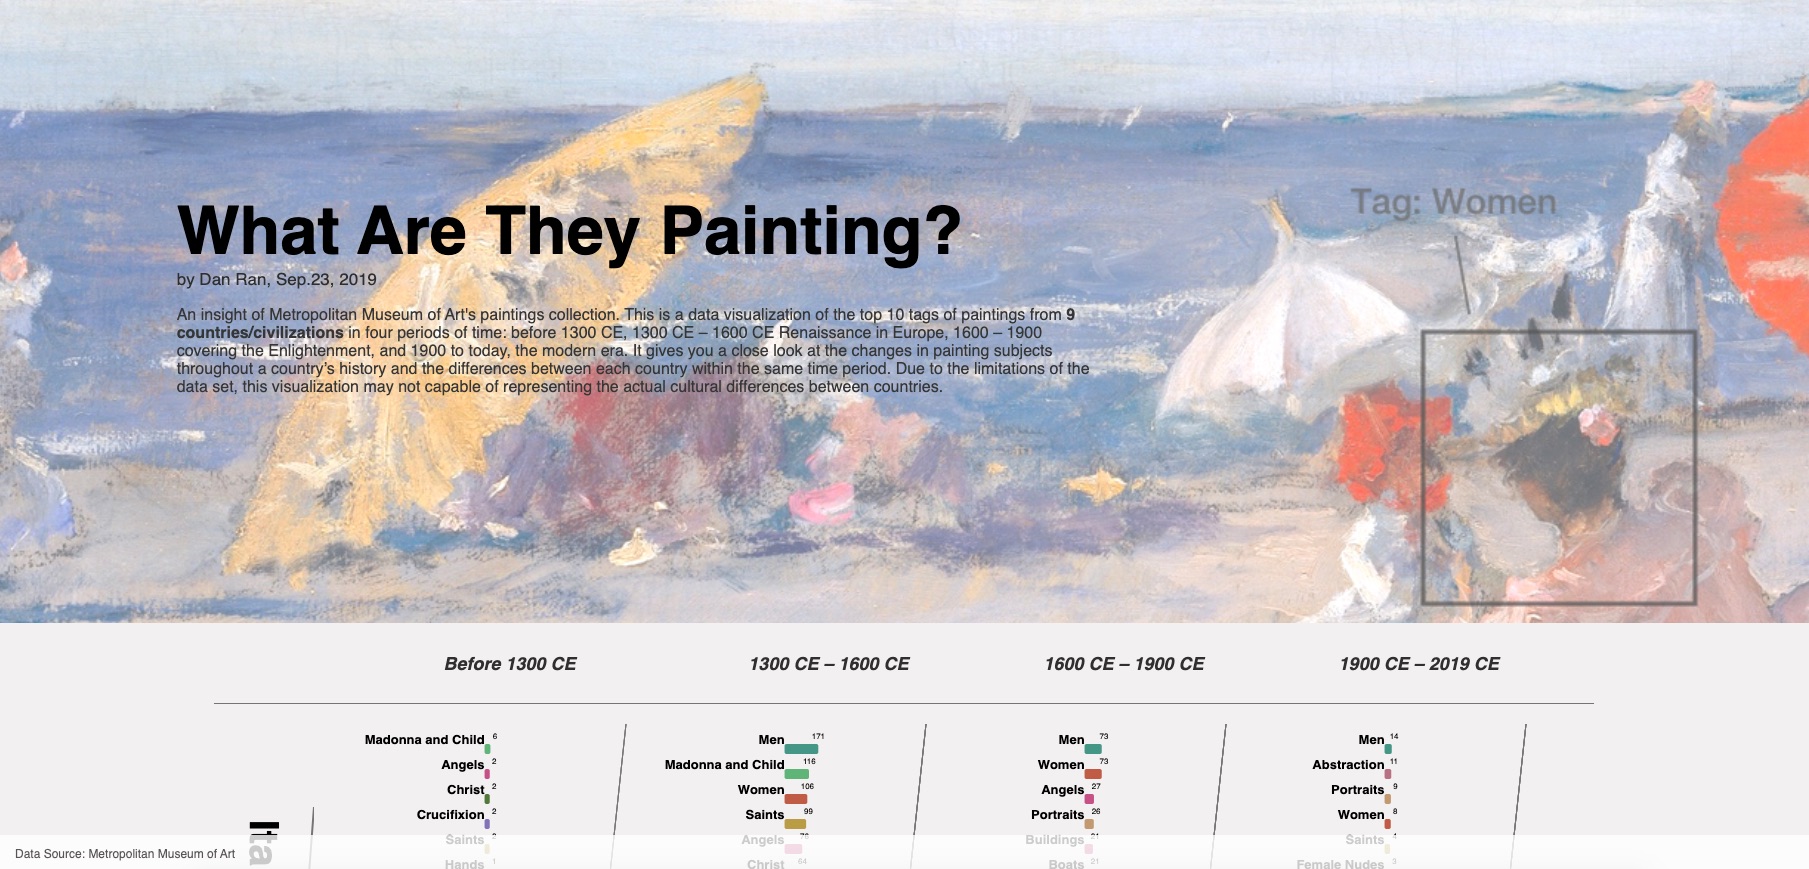 Tag: Women
What Are They Painting?
by Dan Ran, Sep.23, 2019
An insight of Metropolitan Museum of Art's paintings collection. This is a data visualization of the top 10 tags of paintings from 9
countries/civilizations in four periods of time: before 1300 CE, 1300 CE – 1600 CE Renaissance in Europe, 1600 – 1900
covering the Enlightenment, and 1900 to today, the modern era. It gives you a close look at the changes in painting subjects
throughout a country's history and the differences between each country within the same time period. Due to the limitations of the
data set, this visualization may not capable of representing the actual cultural differences between countries.
Before 1300 CE 1300 CE – 1600 CE 1600 CE – 1900 CE 1900 CE – 2019 CE
Madonna and Child 6 Men 171 Men 73 Men 14
Angels 2 Madonna and Child 116 Women 73 Abstraction 11
Christ 2 Women 106 Angels 27 Portraits 9
Crucifixion 2 Saints 99 Portraits 26 Women 8
Saints Angels Buildings Saints
Hands 1 Christ 64 Boats 21 Female Nudes 3
Data Source: Metropolitan Museum of Art